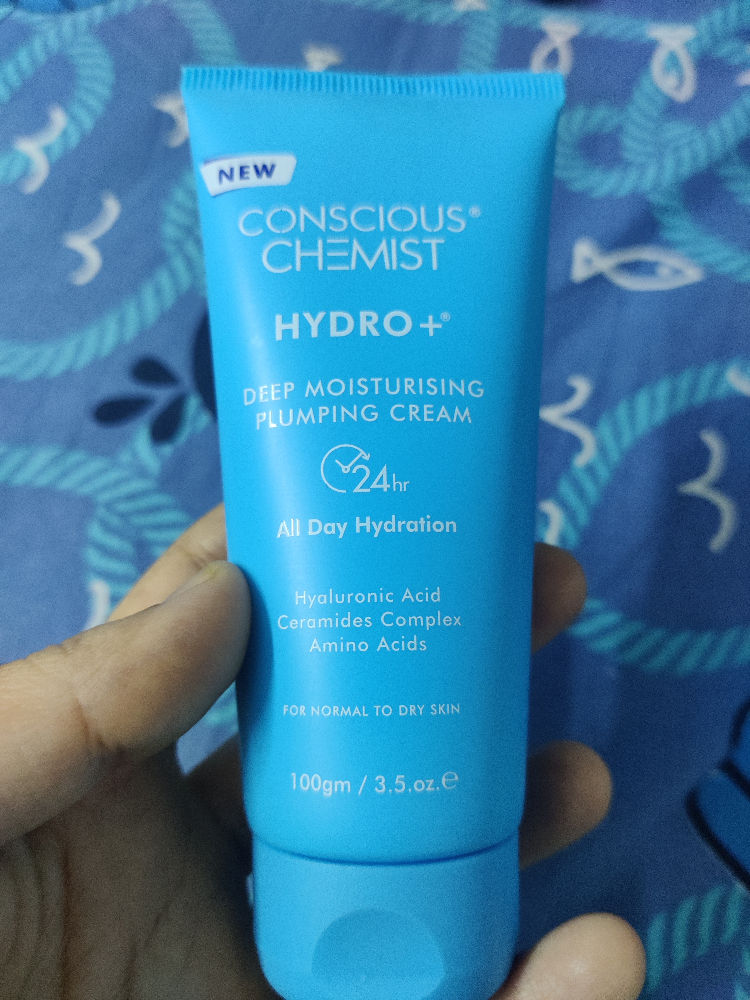 NEW
CONSCIOUS®
CHEMIST
HYDRO+®
DEEP MOISTURISING
PLUMPING CREAM
24hr
All Day Hydration
Hyaluronic Acid
Ceramides Complex
Amino Acids
FOR NORMAL TO DRY SKIN
100gm / 3.5.oz.℮